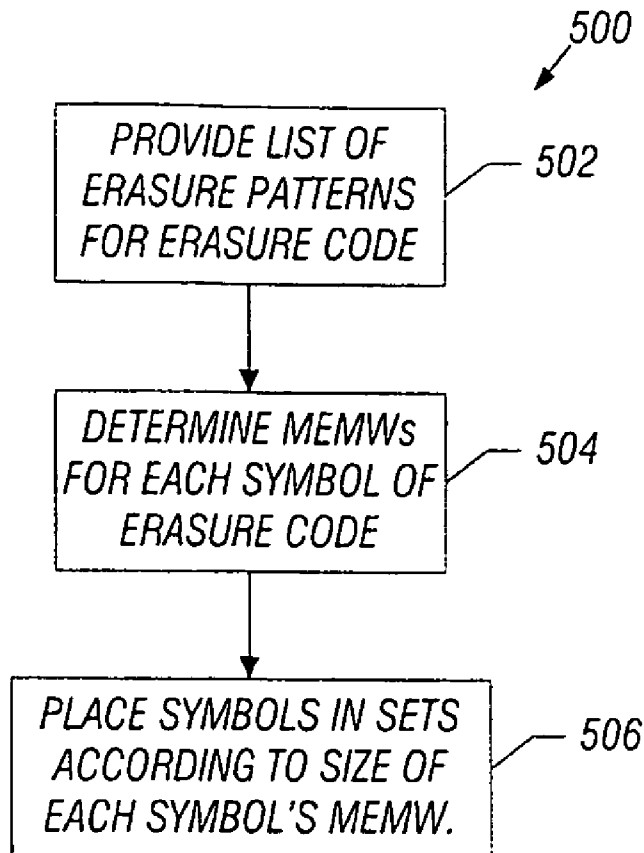 500
PROVIDE LIST OF
ERASURE PATTERNS
FOR ERASURE CODE
502
DETERMINE MEMWs
FOR EACH SYMBOL OF
ERASURE CODE
504
PLACE SYMBOLS IN SETS
ACCORDING TO SIZE OF
EACH SYMBOL'S MEMW.
506